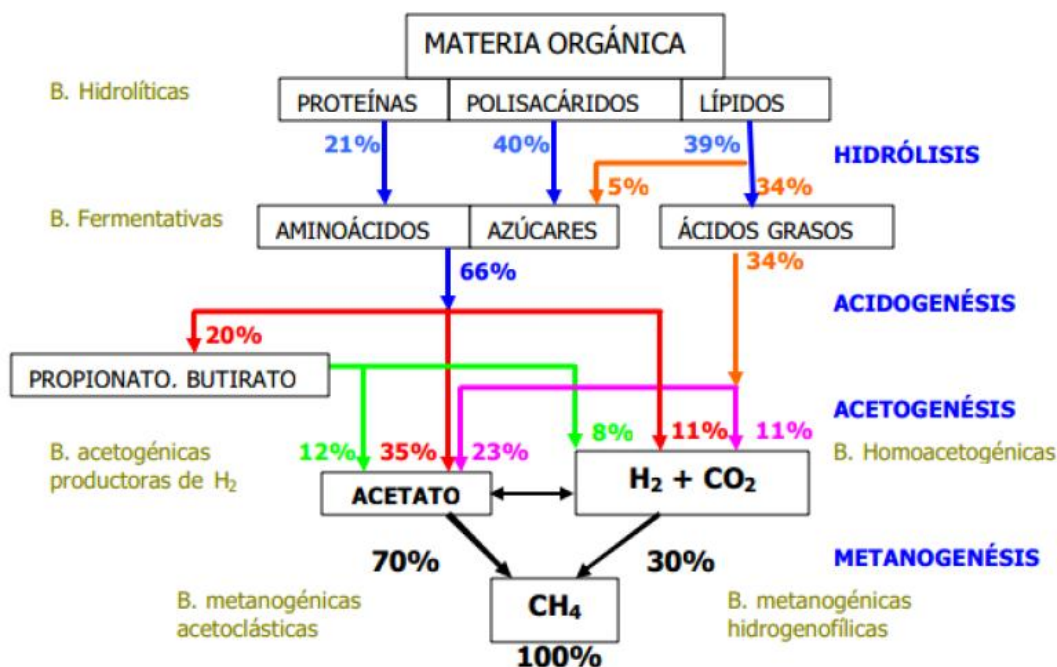 MATERIA ORGÁNICA
B. Hidrolíticas
PROTEÍNAS
POLISACÁRIDOS
LÍPIDOS
21%
40%
39%
HIDRÓLISIS
5%
34%
B. Fermentativas
AMINOÁCIDOS
AZÚCARES
ÁCIDOS GRASOS
66%
34%
ACIDOGENÉSIS
20%
PROPIONATO. BUTIRATO
ACETOGENÉSIS
B. acetogénicas
productoras de H₂
12%
35%
23%
8%
11%
11%
B. Homoacetogénicas
ACETATO
H₂ + CO₂
70%
30%
METANOGENÉSIS
B. metanogénicas
acetoclásticas
CH₄
B. metanogénicas
hidrogenofílicas
100%